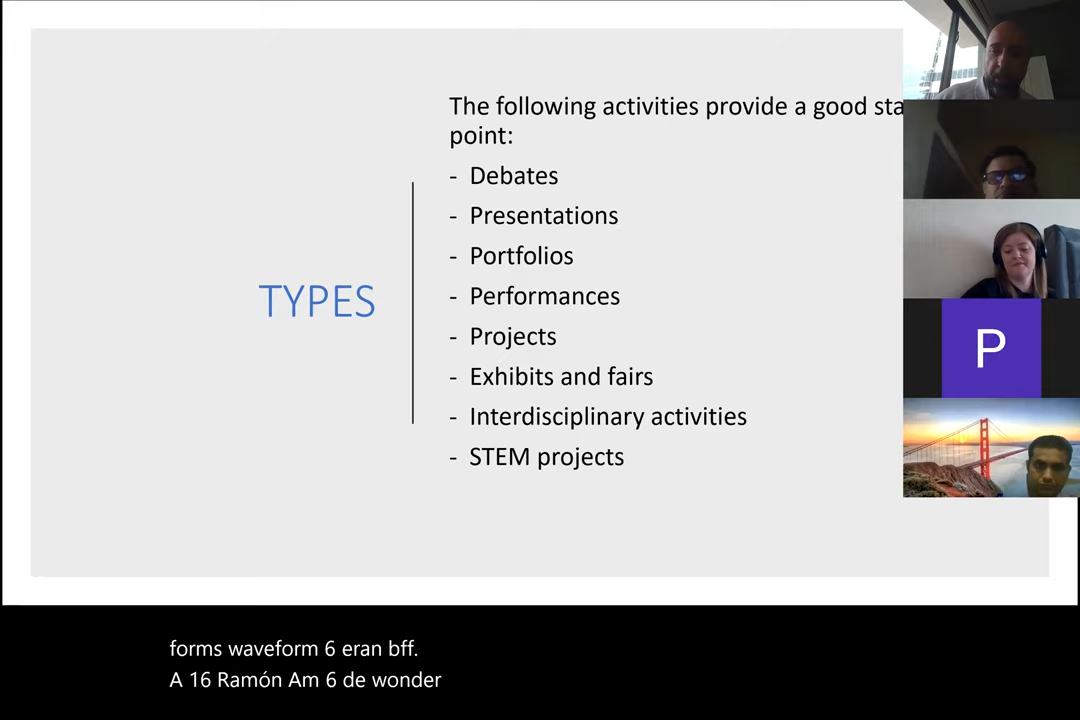 The following activities provide a good sta
point:
- Debates
- Presentations
- Portfolios
- Performances
- Projects
- Exhibits and fairs
- Interdisciplinary activities
- STEM projects
TYPES
P
forms waveform 6 eran bff.
A 16 Ramón Am 6 de wonder